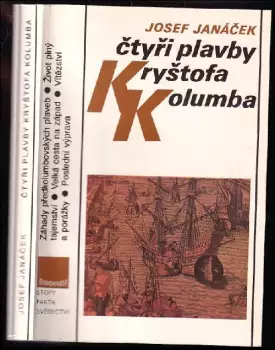 JOSEF JANÁČEK
čtyři plavby
Kryštofa
Kolumba
JOSEF JANÁČEK ČTYŘI PLAVBY KRYŠTOFA KOLUMBA
Záhady předkolumbovských plaveb ● Život plný
tajemství ● Velká cesta na západ ● Vítězství
a porážky ● Poslední výprava
STOPY
FAKTA
SVĚDECTVÍ